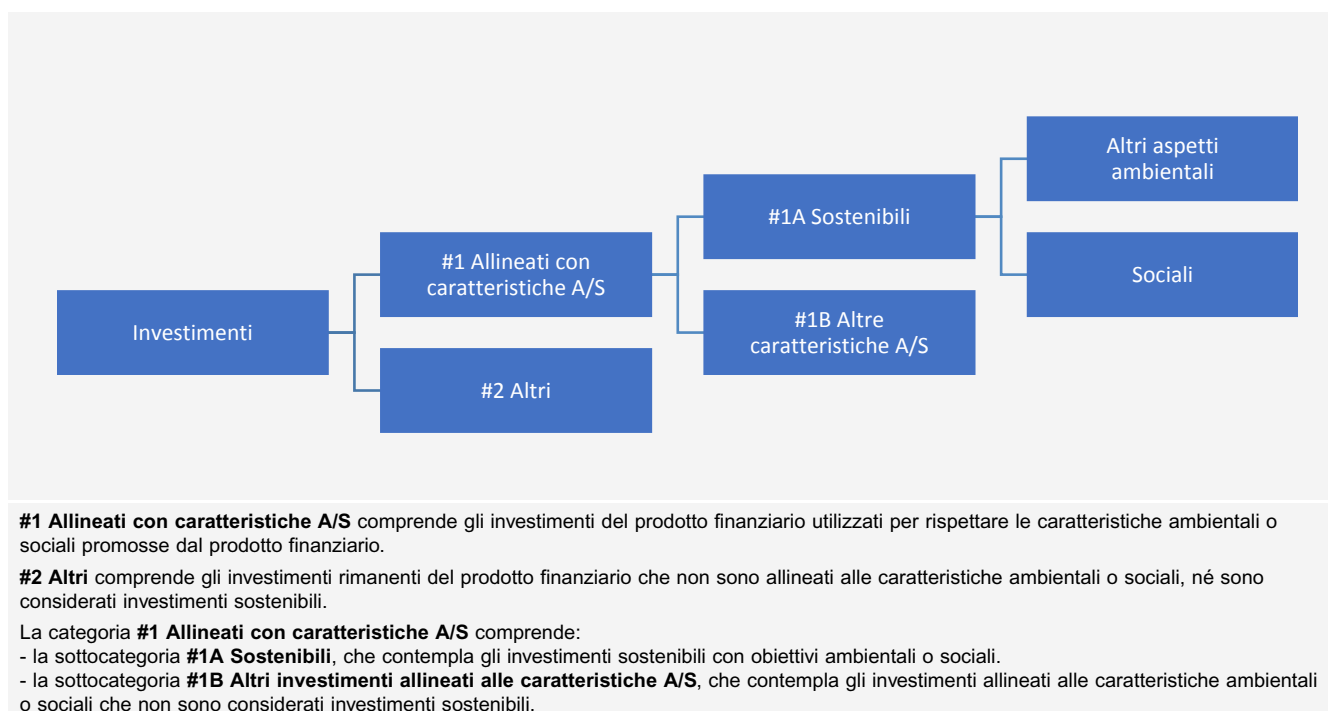 Altri aspetti
ambientali
#1A Sostenibili
#1 Allineati con
caratteristiche A/S
Sociali
#1B Altre
caratteristiche A/S
Investimenti
#2 Altri
#1 Allineati con caratteristiche A/S comprende gli investimenti del prodotto finanziario utilizzati per rispettare le caratteristiche ambientali o
sociali promosse dal prodotto finanziario.
#2 Altri comprende gli investimenti rimanenti del prodotto finanziario che non sono allineati alle caratteristiche ambientali o sociali, né sono
considerati investimenti sostenibili.
La categoria #1 Allineati con caratteristiche A/S comprende:
- la sottocategoria #1A Sostenibili, che contempla gli investimenti sostenibili con obiettivi ambientali o sociali.
- la sottocategoria #1B Altri investimenti allineati alle caratteristiche A/S, che contempla gli investimenti allineati alle caratteristiche ambientali
o sociali che non sono considerati investimenti sostenibili.